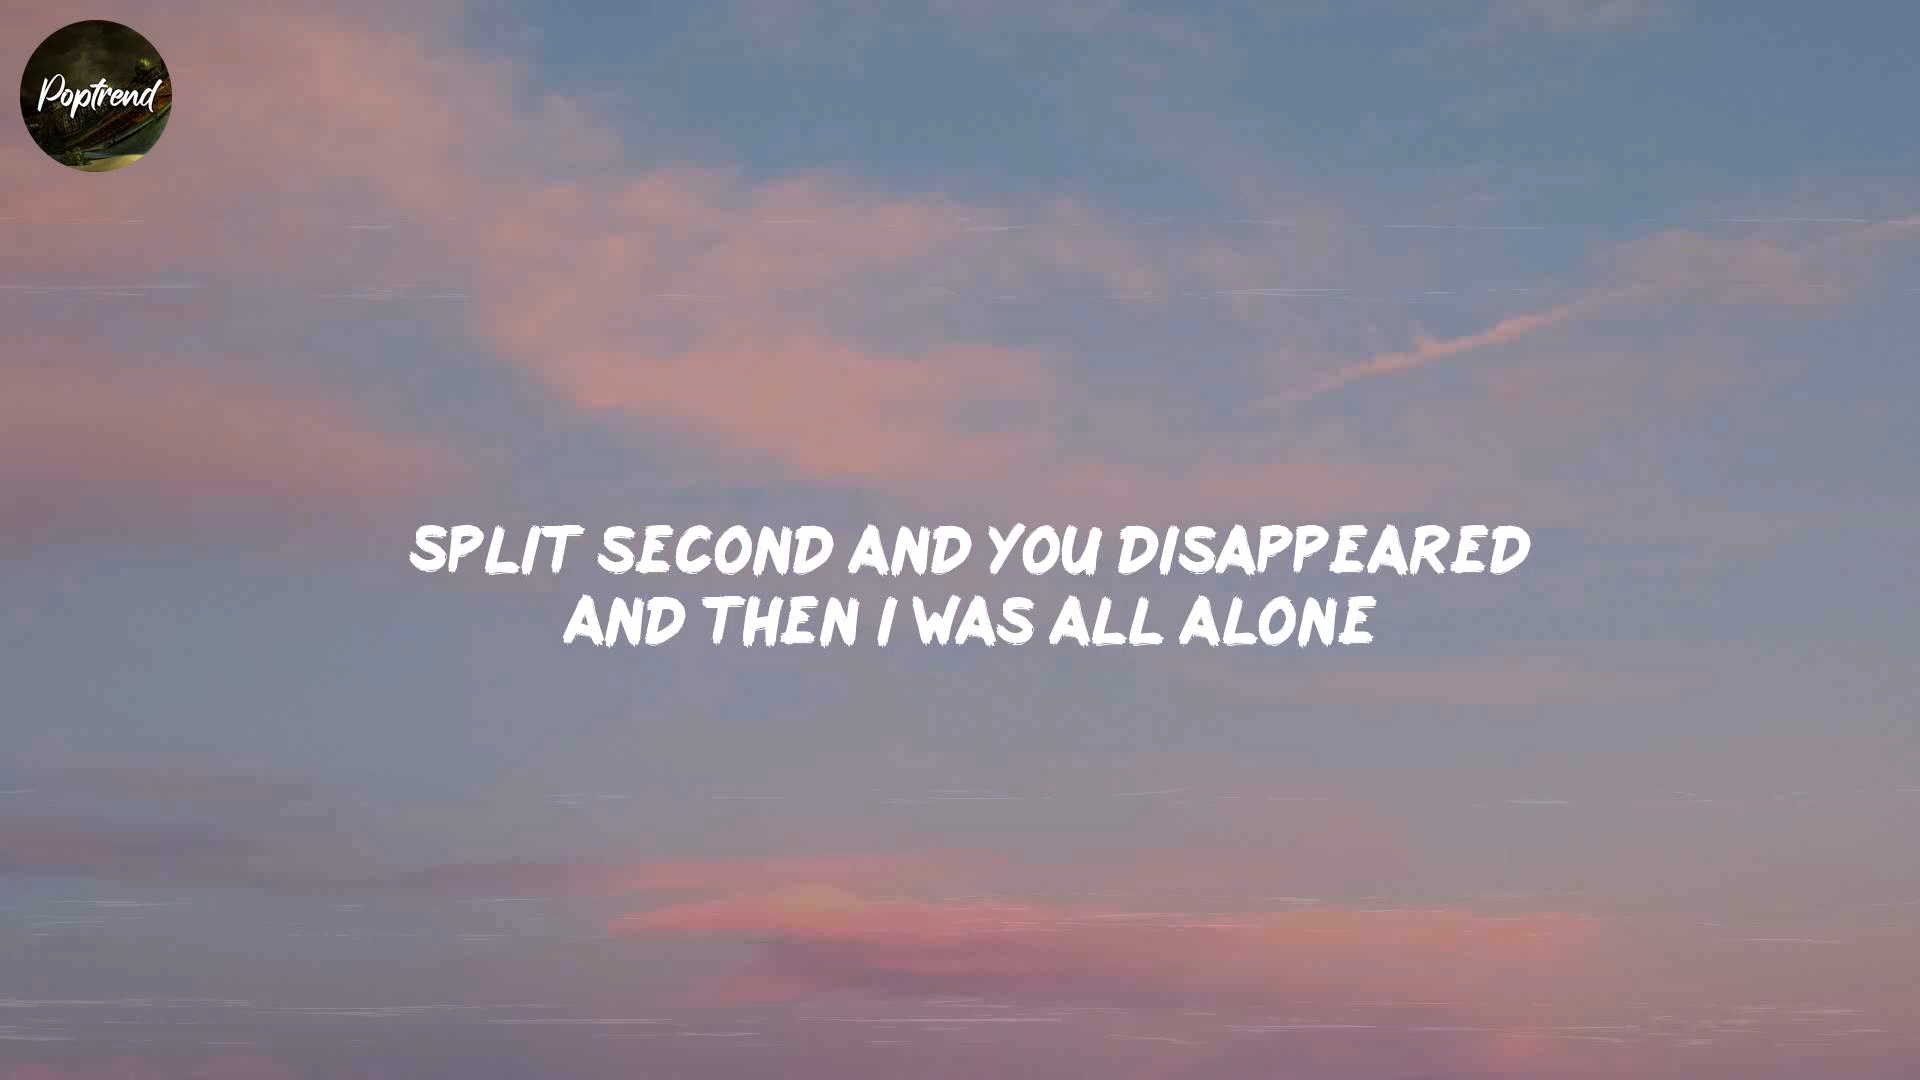 Poptrend
SPLIT SECOND AND YOU DISAPPEARED
AND THEN I WAS ALL ALONE